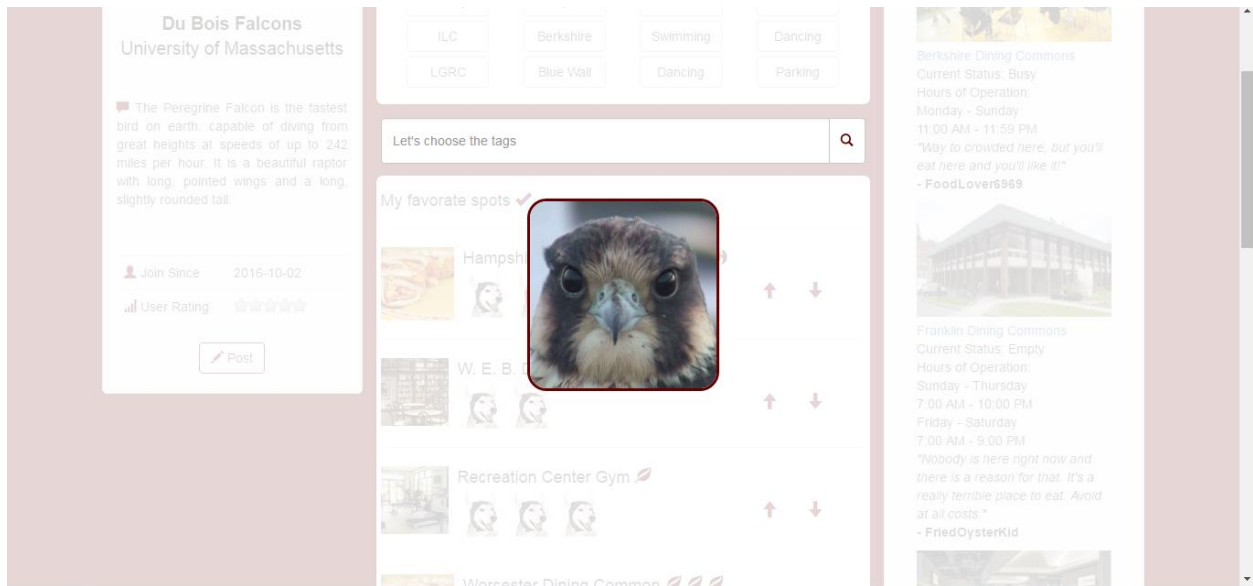 Du Bois Falcons
University of Massachusetts
The Peregrine Falcon is the fastest
bird on earth, capable of diving from
great heights at speeds of up to 242
miles per hour. It is a beautiful raptor
with long, pointed wings and a long,
slightly rounded tail.
Join Since 2016-10-02
User Rating
Post
ILC Berkshire Swimming Dancing
LGRC Blue Wall Dancing Parking
Let's choose the tags
My favorate spots
Hampshi
W. E. B. D
Recreation Center Gym
Worcester Dining Common
Berkshire Dining Commons
Current Status: Busy
Hours of Operation:
Monday - Sunday
11:00 AM - 11:59 PM
"Way to crowded here, but you'll
eat here and you'll like it!"
- FoodLover6969
Franklin Dining Commons
Current Status: Empty
Hours of Operation:
Sunday - Thursday
7:00 AM - 10:00 PM
Friday - Saturday
7:00 AM - 9:00 PM
"Nobody is here right now and
there is a reason for that. It's a
really terrible place to eat. Avoid
at all costs."
- FriedOysterKid